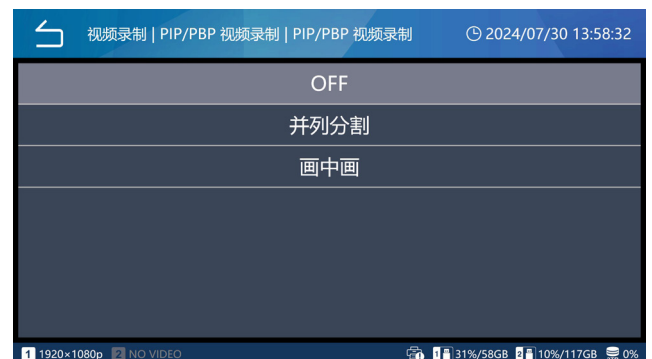 视频录制 | PIP/PBP 视频录制 | PIP/PBP 视频录制 2024/07/30 13:58:32
OFF
并列分割
画中画
1 1920×1080p 2 NO VIDEO 1 31%/58GB 2 10%/117GB 0%